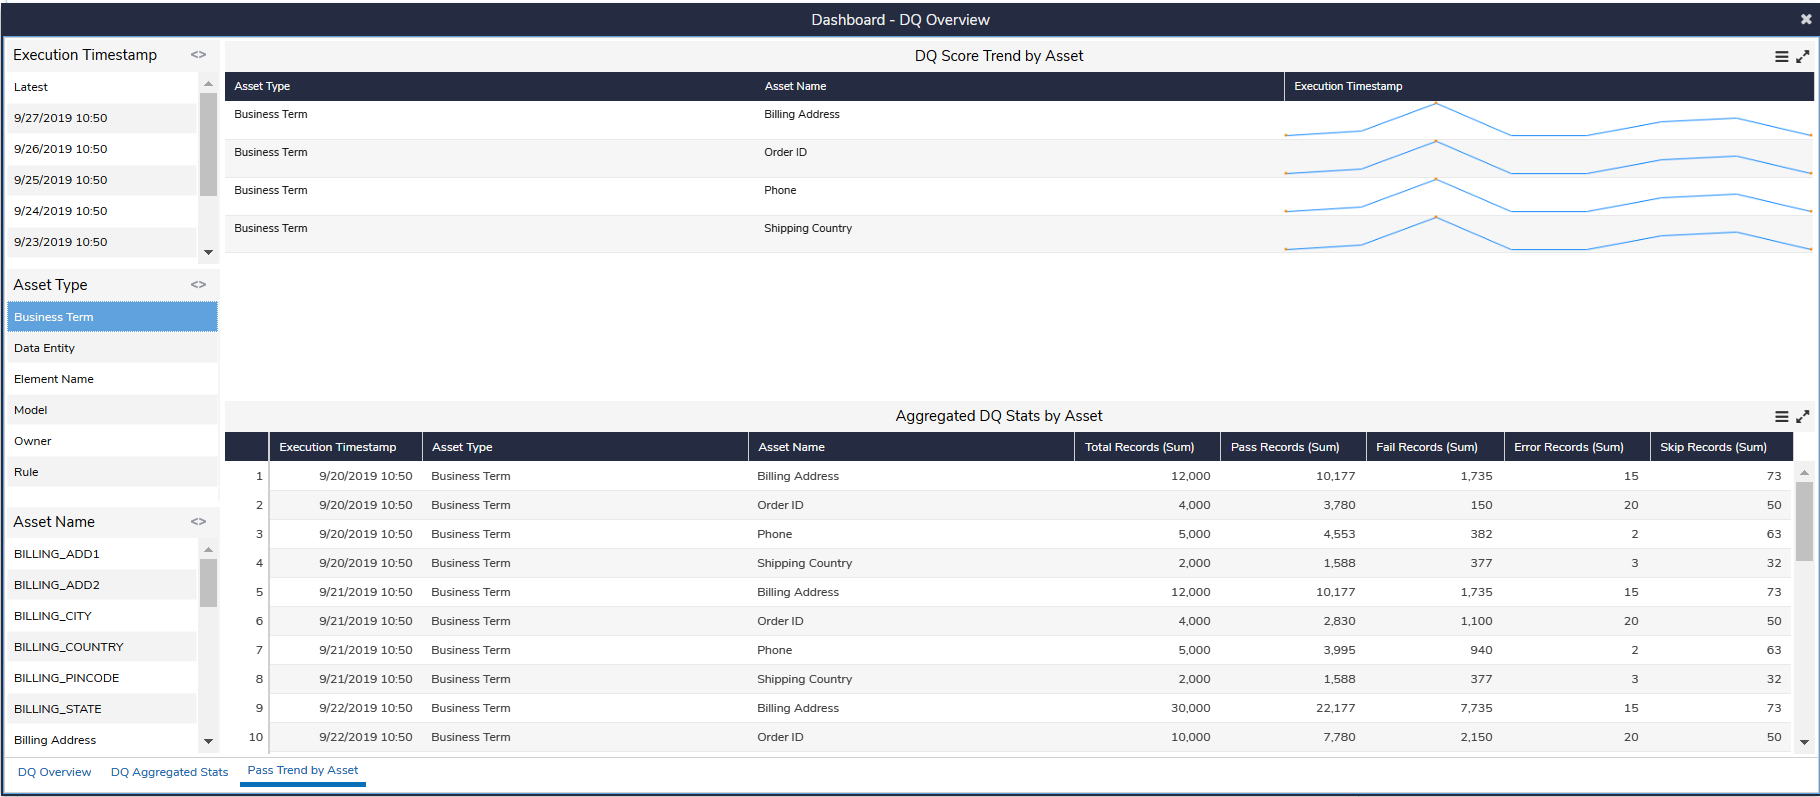 Dashboard - DQ Overview
Execution Timestamp
Latest
9/27/2019 10:50
9/26/2019 10:50
9/25/2019 10:50
9/24/2019 10:50
9/23/2019 10:50
Asset Type
Business Term
Data Entity
Element Name
Model
Owner
Rule
Asset Name
BILLING_ADD1
BILLING_ADD2
BILLING_CITY
BILLING_COUNTRY
BILLING_PINCODE
BILLING_STATE
Billing Address
DQ Score Trend by Asset
Asset Type Asset Name Execution Timestamp
Business Term Billing Address
Business Term Order ID
Business Term Phone
Business Term Shipping Country
Aggregated DQ Stats by Asset
Execution Timestamp Asset Type Asset Name Total Records (Sum) Pass Records (Sum) Fail Records (Sum) Error Records (Sum) Skip Records (Sum)
1 9/20/2019 10:50 Business Term Billing Address 12,000 10,177 1,735 15 73
2 9/20/2019 10:50 Business Term Order ID 4,000 3,780 150 20 50
3 9/20/2019 10:50 Business Term Phone 5,000 4,553 382 2 63
4 9/20/2019 10:50 Business Term Shipping Country 2,000 1,588 377 3 32
5 9/21/2019 10:50 Business Term Billing Address 12,000 10,177 1,735 15 73
6 9/21/2019 10:50 Business Term Order ID 4,000 2,830 1,100 20 50
7 9/21/2019 10:50 Business Term Phone 5,000 3,995 940 2 63
8 9/21/2019 10:50 Business Term Shipping Country 2,000 1,588 377 3 32
9 9/22/2019 10:50 Business Term Billing Address 30,000 22,177 7,735 15 73
10 9/22/2019 10:50 Business Term Order ID 10,000 7,780 2,150 20 50
DQ Overview DQ Aggregated Stats Pass Trend by Asset